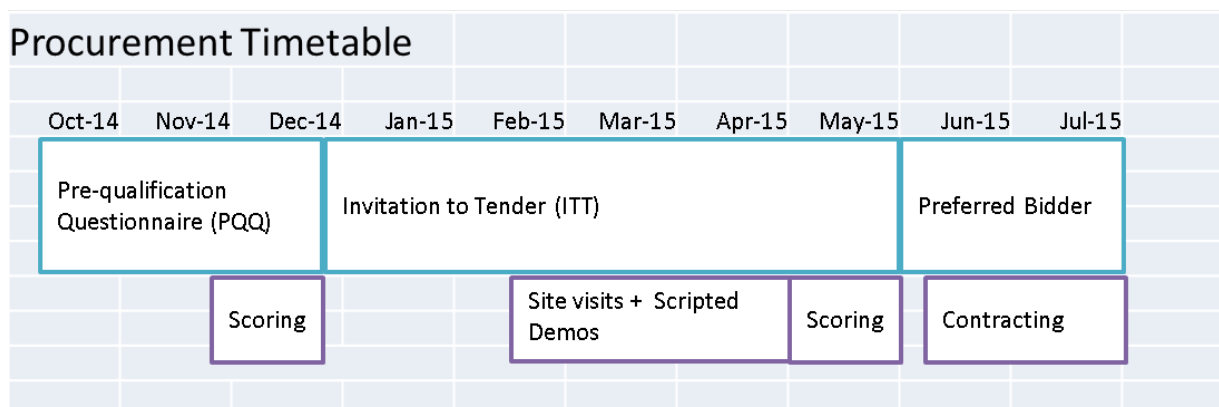 Procurement Timetable
Oct-14 Nov-14 Dec-14 Jan-15 Feb-15 Mar-15 Apr-15 May-15 Jun-15 Jul-15
Pre-qualification
Questionnaire (PQQ)
Invitation to Tender (ITT)
Preferred Bidder
Scoring
Site visits + Scripted
Demos
Scoring
Contracting